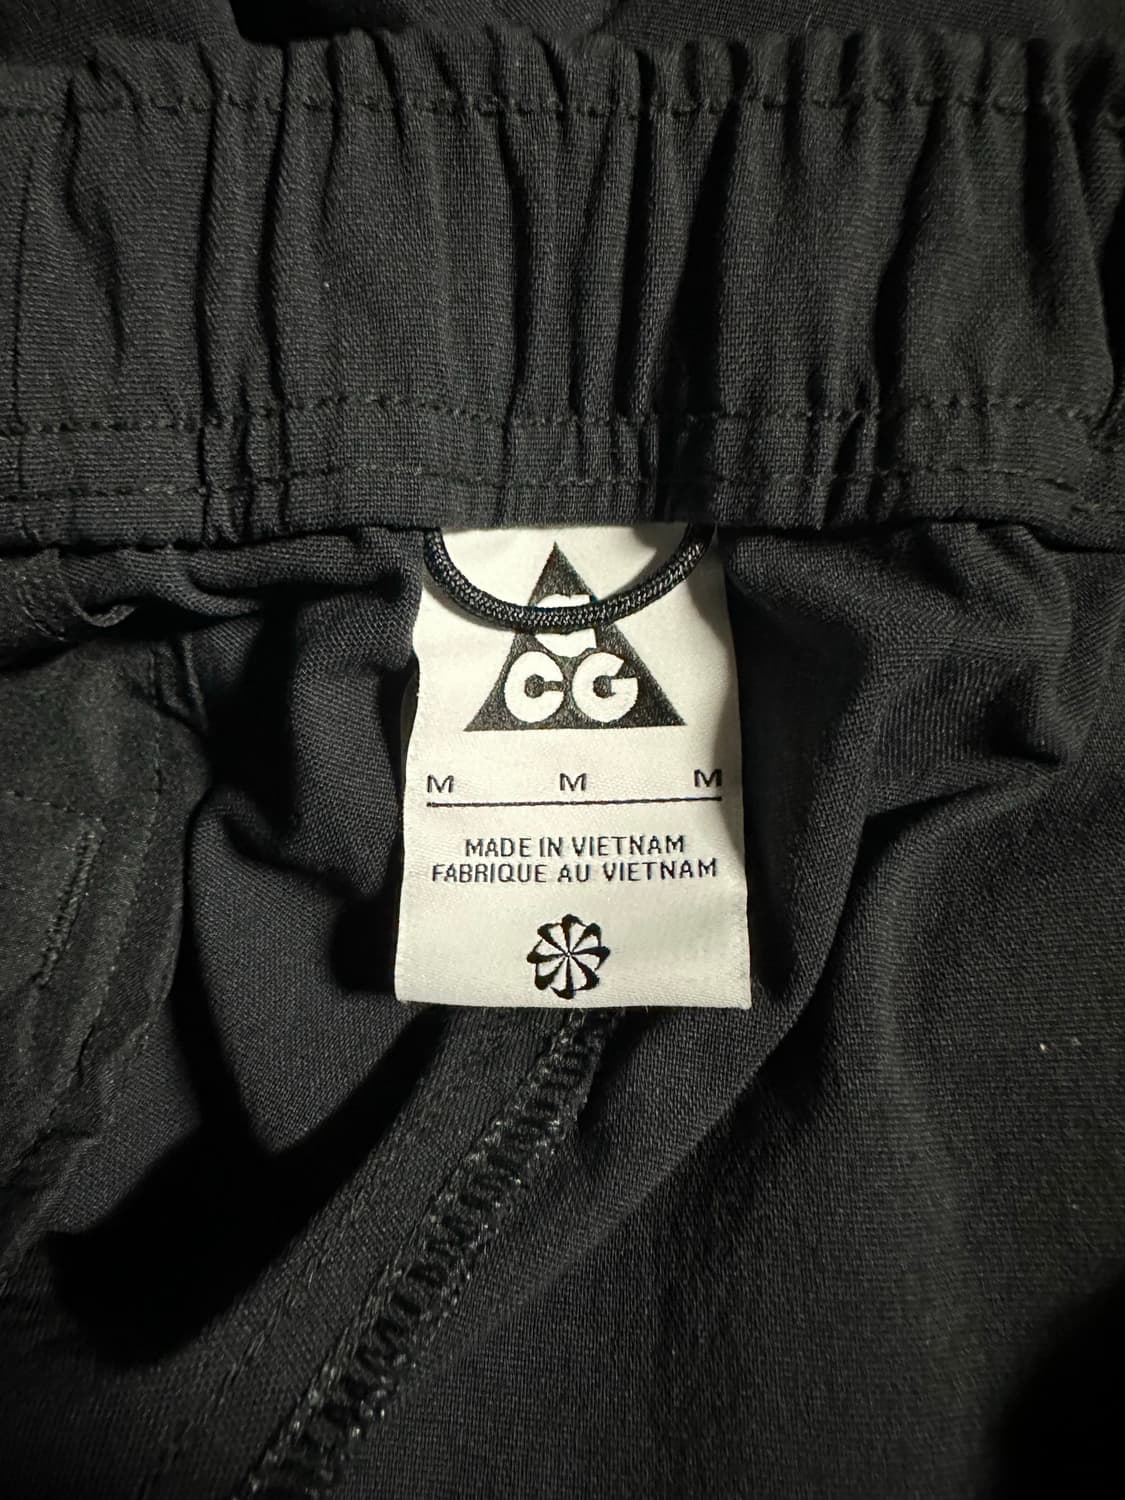 A
CG
M M M
MADE IN VIETNAM
FABRIQUE AU VIETNAM